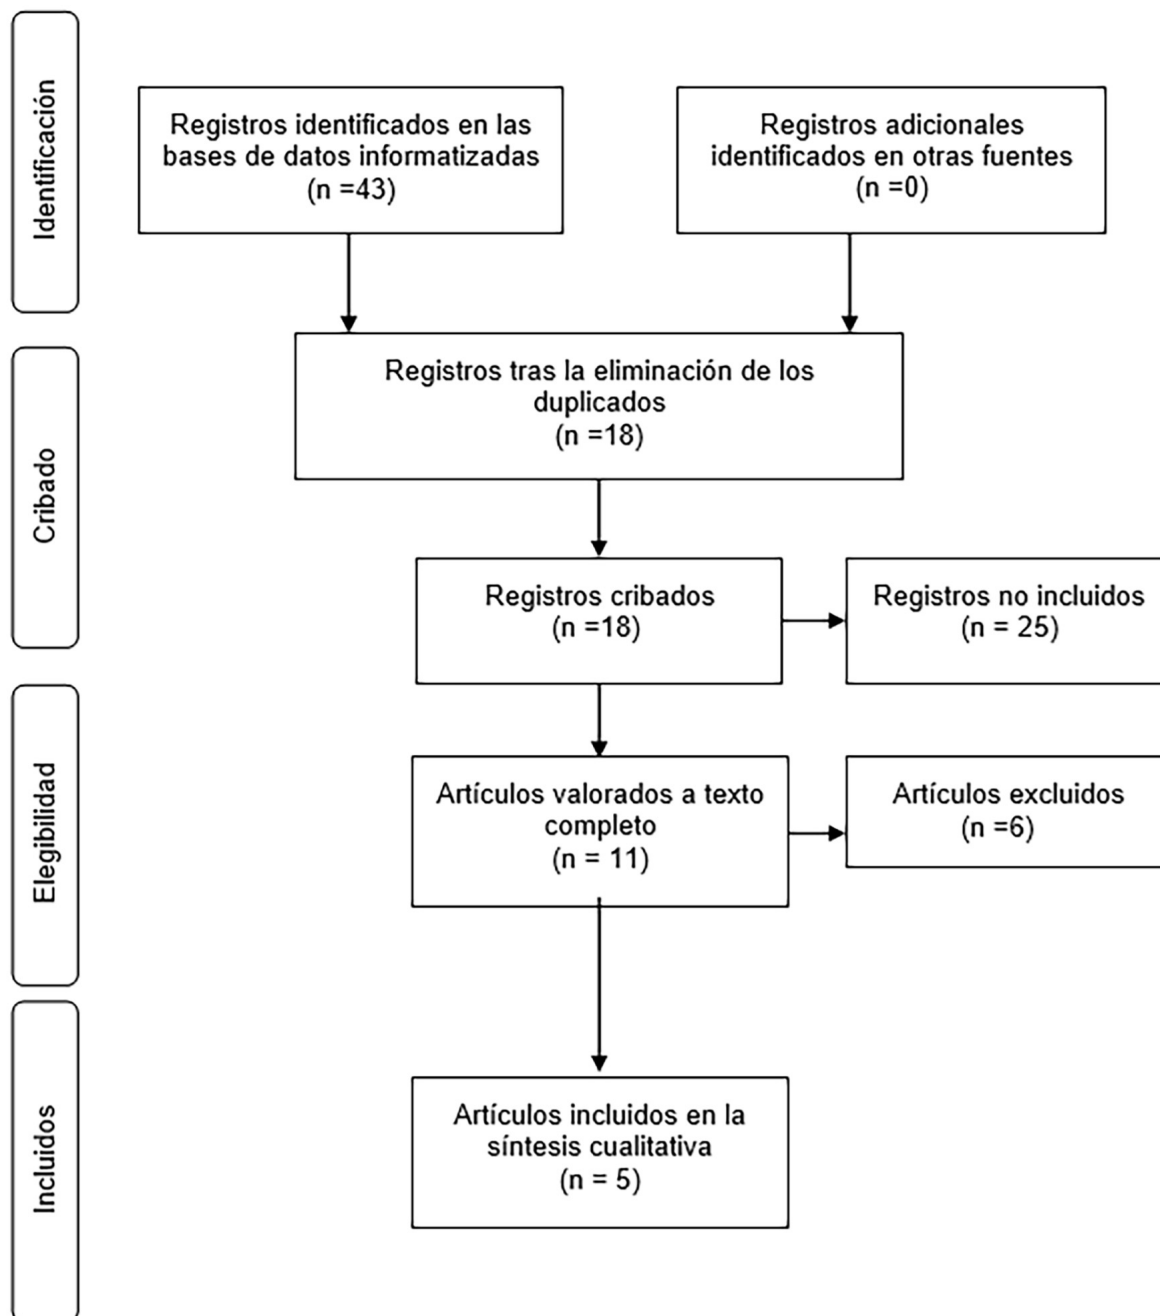 Identificación
Registros identificados en las
bases de datos informatizadas
(n =43)
Registros adicionales
identificados en otras fuentes
(n =0)
Cribado
Registros tras la eliminación de los
duplicados
(n =18)
Registros cribados
(n =18)
Registros no incluidos
(n = 25)
Elegibilidad
Artículos valorados a texto
completo
(n = 11)
Artículos excluidos
(n =6)
Incluidos
Artículos incluidos en la
síntesis cualitativa
(n = 5)